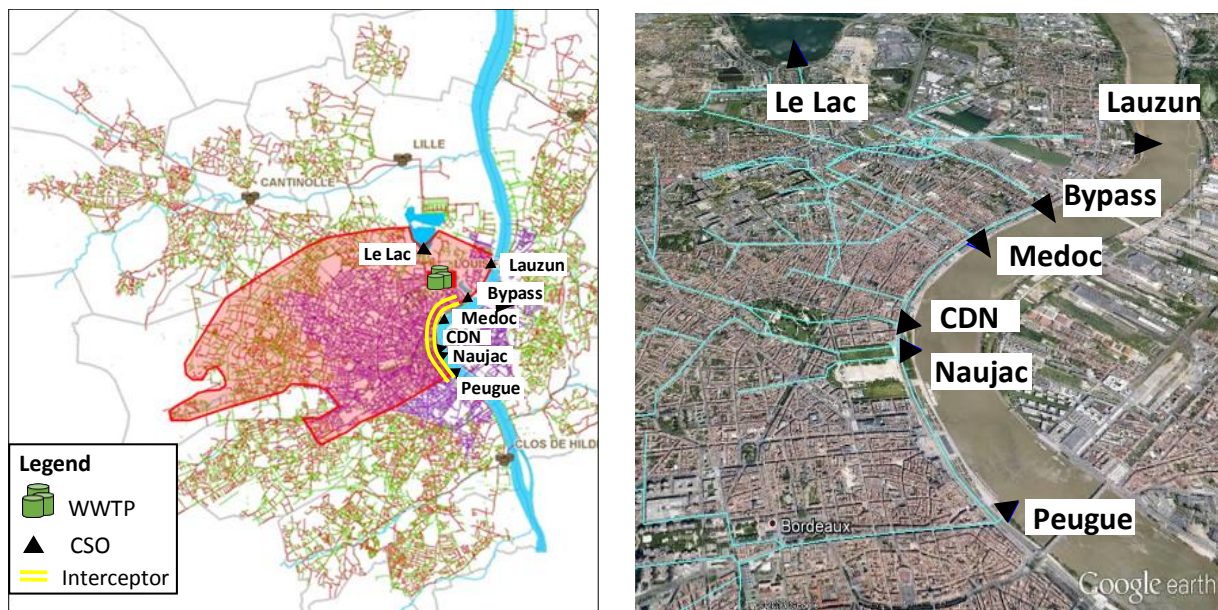 LILLE
CANTINOLLE
Le Lac
LOUIS
Lauzun
Bypass
Medoc
CDN
Naujac
Peugue
CLOS DE HILD
Legend
WWTP
CSO
Interceptor
Le Lac
Lauzun
Bypass
Medoc
CDN
Naujac
Peugue
Bordeaux
Google earth